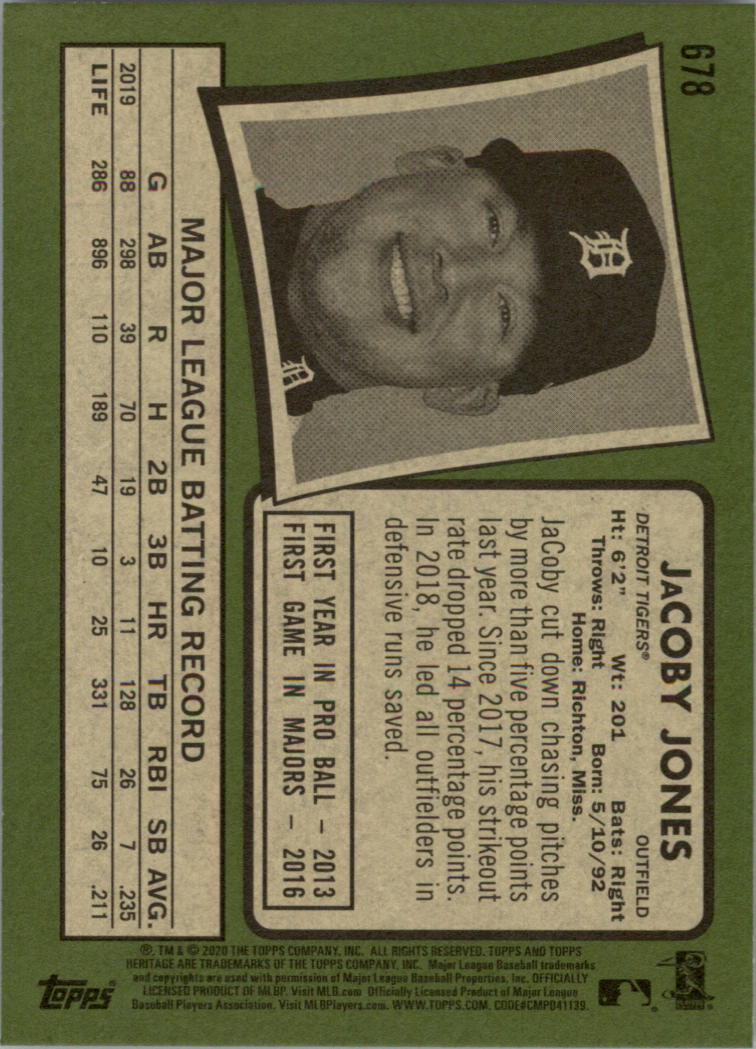 678
JACOBY JONES
DETROIT TIGERS® OUTFIELD
Ht: 6'2" Wt: 201 Bats: Right
Throws: Right Born: 5/10/92
Home: Richton, Miss.
JaCoby cut down chasing pitches
by more than five percentage points
last year. Since 2017, his strikeout
rate dropped 14 percentage points.
In 2018, he led all outfielders in
defensive runs saved.
FIRST YEAR IN PRO BALL – 2013
FIRST GAME IN MAJORS – 2016
MAJOR LEAGUE BATTING RECORD
G AB R H 2B 3B HR TB RBI SB AVG.
2019 88 298 39 70 19 3 11 128 26 7 .235
LIFE 286 896 110 189 47 10 25 331 75 26 .211
®, TM & © 2020 THE TOPPS COMPANY, INC. ALL RIGHTS RESERVED. TOPPS AND TOPPS
HERITAGE ARE TRADEMARKS OF THE TOPPS COMPANY, INC. Major League Baseball trademarks
and copyrights are used with permission of Major League Baseball Properties, Inc. OFFICIALLY
LICENSED PRODUCT OF MLBP. Visit MLB.com Officially Licensed Product of Major League
Baseball Players Association. Visit MLBPlayers.com. WWW.TOPPS.COM. CODE#CMP041139.
topps®